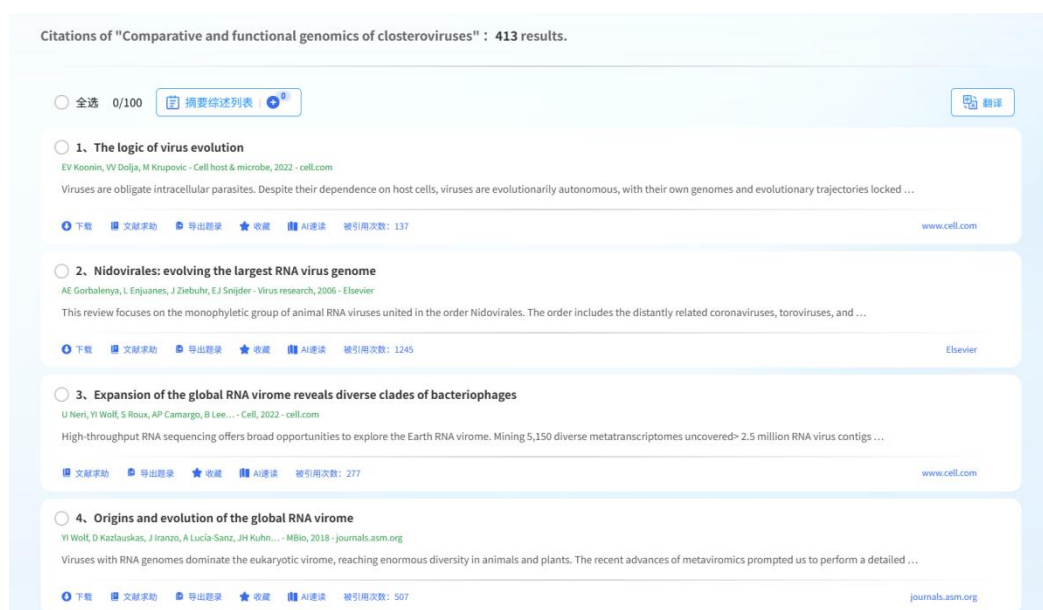 Citations of "Comparative and functional genomics of closteroviruses" : 413 results.
全选 0/100 摘要综述列表 0 翻译
1、The logic of virus evolution
EV Koonin, VV Dolja, M Krupovic - Cell host & microbe, 2022 - cell.com
Viruses are obligate intracellular parasites. Despite their dependence on host cells, viruses are evolutionarily autonomous, with their own genomes and evolutionary trajectories locked …
下载 文献求助 导出题录 收藏 AI速读 被引用次数: 137 www.cell.com
2、Nidovirales: evolving the largest RNA virus genome
AE Gorbalenya, L Enjuanes, J Ziebuhr, EJ Snijder - Virus research, 2006 - Elsevier
This review focuses on the monophyletic group of animal RNA viruses united in the order Nidovirales. The order includes the distantly related coronaviruses, toroviruses, and …
下载 文献求助 导出题录 收藏 AI速读 被引用次数: 1245 Elsevier
3、Expansion of the global RNA virome reveals diverse clades of bacteriophages
U Neri, YI Wolf, S Roux, AP Camargo, B Lee… - Cell, 2022 - cell.com
High-throughput RNA sequencing offers broad opportunities to explore the Earth RNA virome. Mining 5,150 diverse metatranscriptomes uncovered> 2.5 million RNA virus contigs …
文献求助 导出题录 收藏 AI速读 被引用次数: 277 www.cell.com
4、Origins and evolution of the global RNA virome
YI Wolf, D Kazlauskas, J Iranzo, A Lucía-Sanz, JH Kuhn… - MBio, 2018 - journals.asm.org
Viruses with RNA genomes dominate the eukaryotic virome, reaching enormous diversity in animals and plants. The recent advances of metaviromics prompted us to perform a detailed …
下载 文献求助 导出题录 收藏 AI速读 被引用次数: 507 journals.asm.org